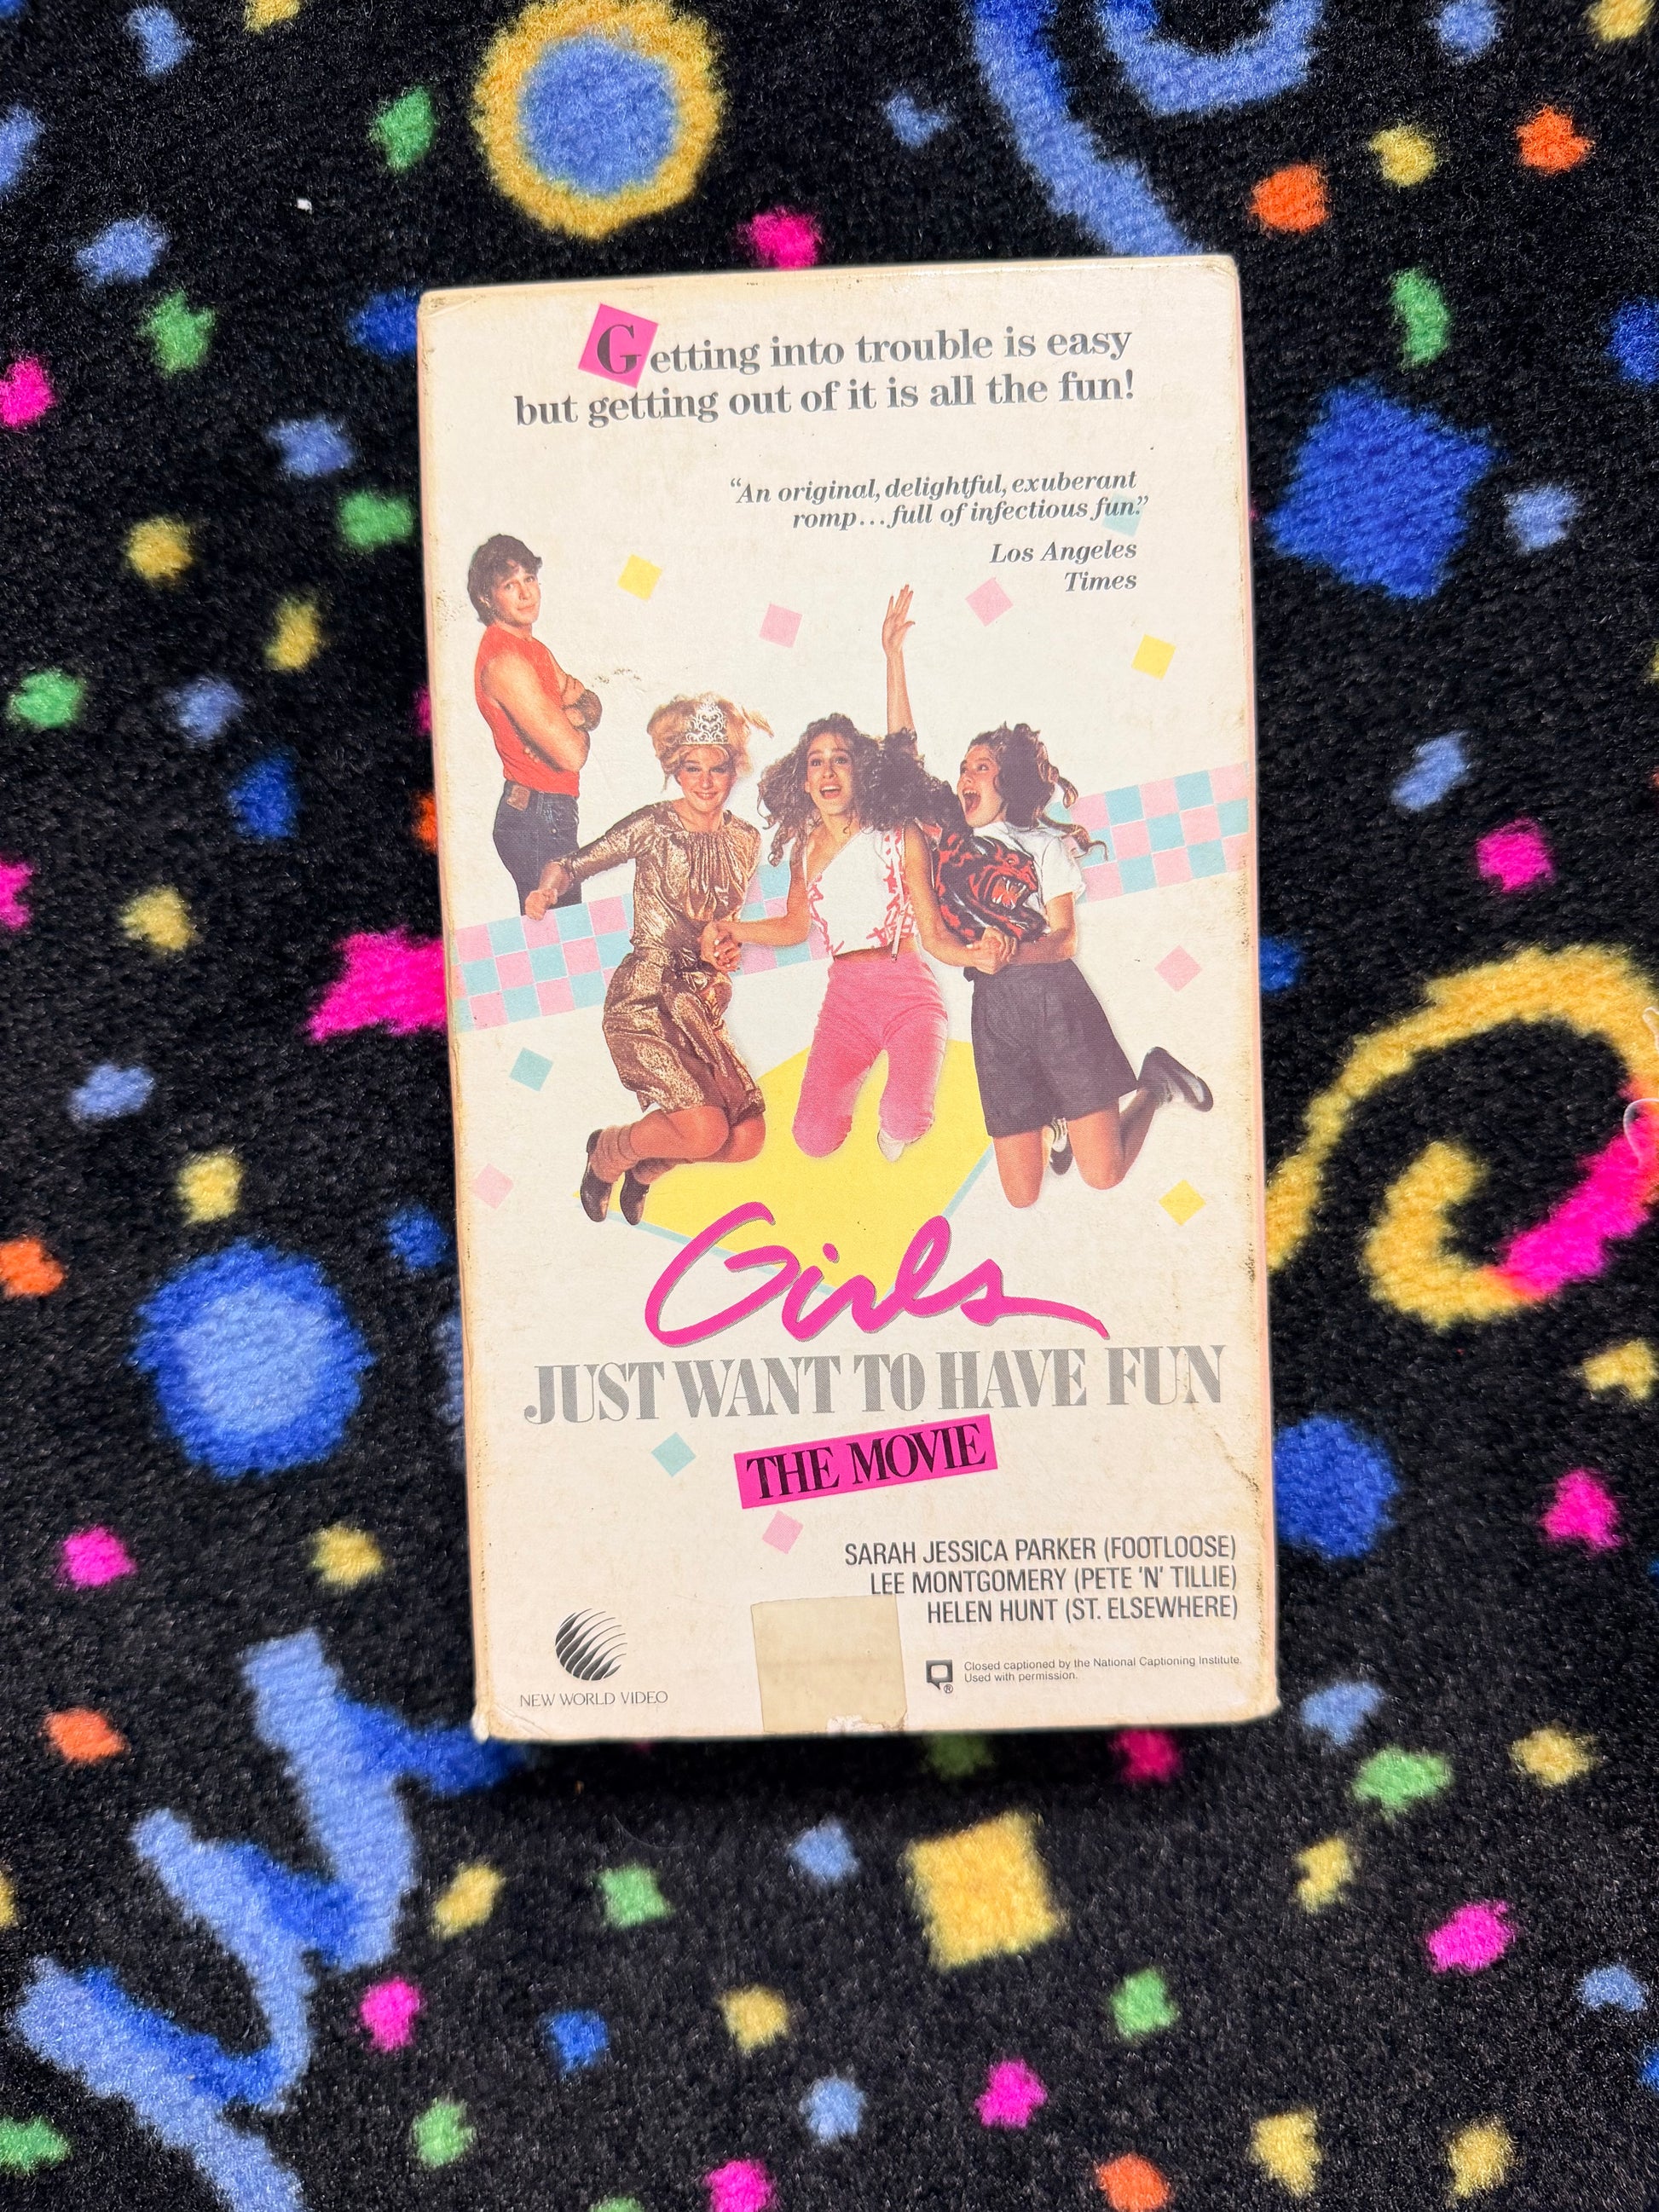 Getting into trouble is easy
but getting out of it is all the fun!
“An original, delightful, exuberant
romp...full of infectious fun.”
Los Angeles
Times
Girls
JUST WANT TO HAVE FUN
THE MOVIE
SARAH JESSICA PARKER (FOOTLOOSE)
LEE MONTGOMERY (PETE 'N' TILLIE)
HELEN HUNT (ST. ELSEWHERE)
NEW WORLD VIDEO
Closed captioned by the National Captioning Institute.
Used with permission.
®